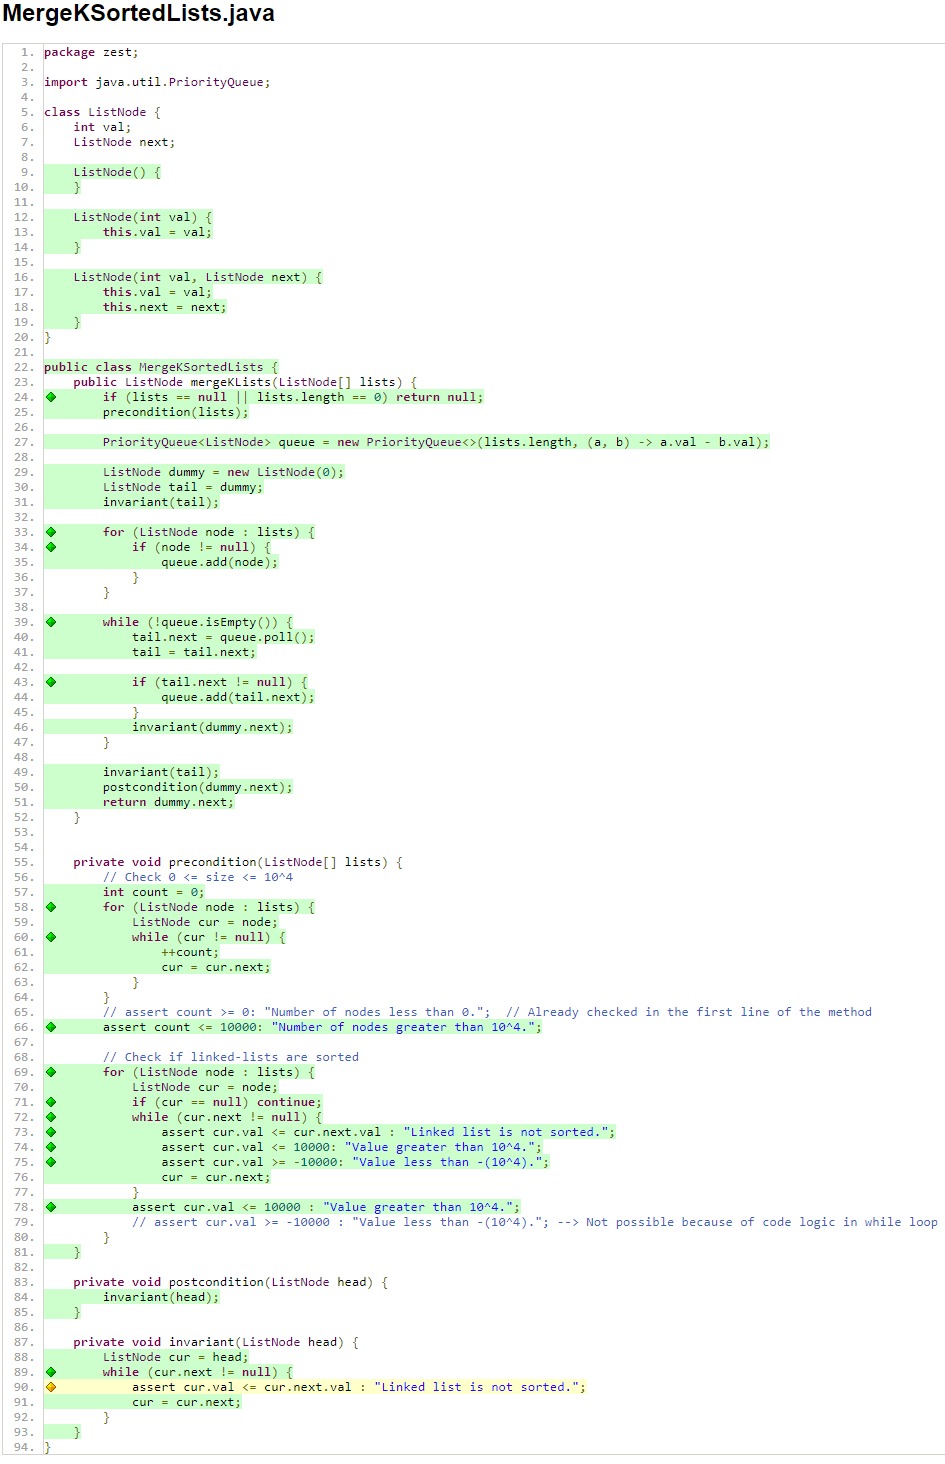 MergeKSortedLists.java
1. package zest;
2.
3. import java.util.PriorityQueue;
4.
5. class ListNode {
6.     int val;
7.     ListNode next;
8.
9.     ListNode() {
10.     }
11.
12.     ListNode(int val) {
13.         this.val = val;
14.     }
15.
16.     ListNode(int val, ListNode next) {
17.         this.val = val;
18.         this.next = next;
19.     }
20. }
21.
22. public class MergeKSortedLists {
23.     public ListNode mergeKLists(ListNode[] lists) {
24.         if (lists == null || lists.length == 0) return null;
25.         precondition(lists);
26.
27.         PriorityQueue<ListNode> queue = new PriorityQueue<>(lists.length, (a, b) -> a.val - b.val);
28.
29.         ListNode dummy = new ListNode(0);
30.         ListNode tail = dummy;
31.         invariant(tail);
32.
33.         for (ListNode node : lists) {
34.             if (node != null) {
35.                 queue.add(node);
36.             }
37.         }
38.
39.         while (!queue.isEmpty()) {
40.             tail.next = queue.poll();
41.             tail = tail.next;
42.
43.             if (tail.next != null) {
44.                 queue.add(tail.next);
45.             }
46.             invariant(dummy.next);
47.         }
48.
49.         invariant(tail);
50.         postcondition(dummy.next);
51.         return dummy.next;
52.     }
53.
54.
55.     private void precondition(ListNode[] lists) {
56.         // Check 0 <= size <= 10^4
57.         int count = 0;
58.         for (ListNode node : lists) {
59.             ListNode cur = node;
60.             while (cur != null) {
61.                 ++count;
62.                 cur = cur.next;
63.             }
64.         }
65.         // assert count >= 0: "Number of nodes less than 0.";  // Already checked in the first line of the method
66.         assert count <= 10000: "Number of nodes greater than 10^4.";
67.
68.         // Check if linked-lists are sorted
69.         for (ListNode node : lists) {
70.             ListNode cur = node;
71.             if (cur == null) continue;
72.             while (cur.next != null) {
73.                 assert cur.val <= cur.next.val : "Linked list is not sorted.";
74.                 assert cur.val <= 10000: "Value greater than 10^4.";
75.                 assert cur.val >= -10000: "Value less than -(10^4).";
76.                 cur = cur.next;
77.             }
78.             assert cur.val <= 10000 : "Value greater than 10^4.";
79.             // assert cur.val >= -10000 : "Value less than -(10^4)."; --> Not possible because of code logic in while loop
80.         }
81.     }
82.
83.     private void postcondition(ListNode head) {
84.         invariant(head);
85.     }
86.
87.     private void invariant(ListNode head) {
88.         ListNode cur = head;
89.         while (cur.next != null) {
90.             assert cur.val <= cur.next.val : "Linked list is not sorted.";
91.             cur = cur.next;
92.         }
93.     }
94. }